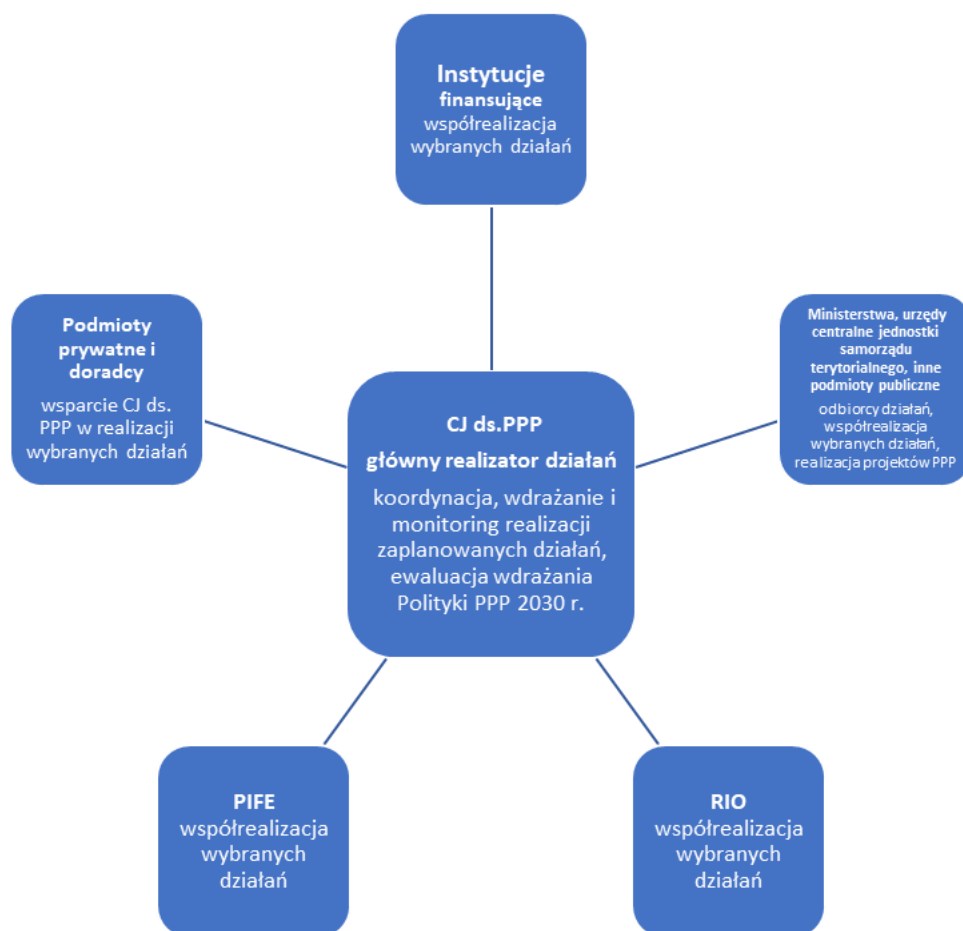 Instytucje
finansujące
współrealizacja
wybranych działań
Podmioty
prywatne i
doradcy
wsparcie CJ ds.
PPP w realizacji
wybranych działań
Ministerstwa, urzędy
centralne jednostki
samorządu
terytorialnego, inne
podmioty publiczne
odbiorcy działań,
współrealizacja
wybranych działań,
realizacja projektów PPP
CJ ds.PPP
główny realizator działań
koordynacja, wdrażanie i
monitoring realizacji
zaplanowanych działań,
ewaluacja wdrażania
Polityki PPP 2030 r.
PIFE
współrealizacja
wybranych
działań
RIO
współrealizacja
wybranych
działań